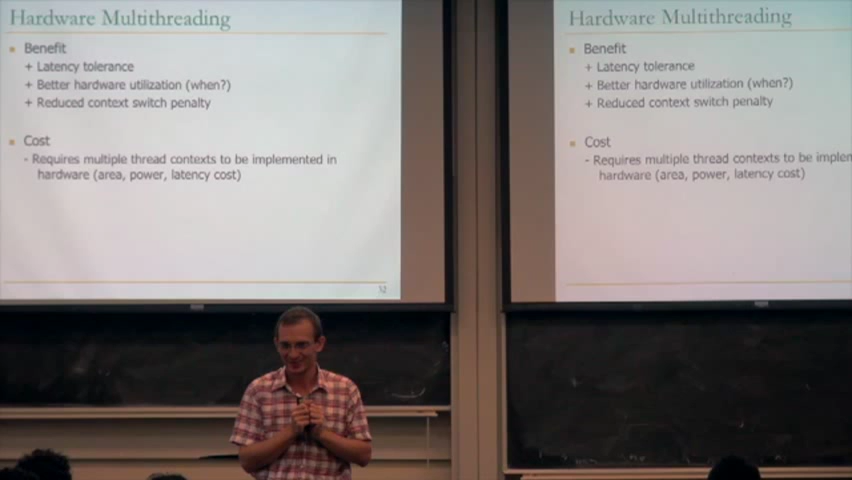 Hardware Multithreading
Benefit
+ Latency tolerance
+ Better hardware utilization (when?)
+ Reduced context switch penalty
Cost
- Requires multiple thread contexts to be implemented in
hardware (area, power, latency cost)
Hardware Multithreading
Benefit
+ Latency tolerance
+ Better hardware utilization (when?)
+ Reduced context switch penalty
Cost
- Requires multiple thread contexts to be implem
hardware (area, power, latency cost)